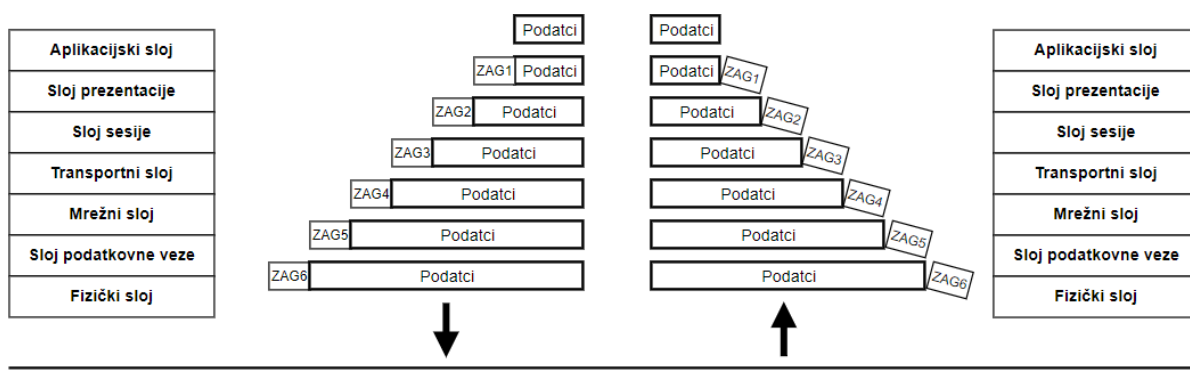 Podatci Podatci
Aplikacijski sloj Aplikacijski sloj
ZAG1 Podatci Podatci ZAG1
Sloj prezentacije Sloj prezentacije
ZAG2 Podatci Podatci ZAG2
Sloj sesije Sloj sesije
ZAG3 Podatci Podatci ZAG3
Transportni sloj Transportni sloj
ZAG4 Podatci Podatci ZAG4
Mrežni sloj Mrežni sloj
ZAG5 Podatci Podatci ZAG5
Sloj podatkovne veze Sloj podatkovne veze
ZAG6 Podatci Podatci ZAG6
Fizički sloj Fizički sloj